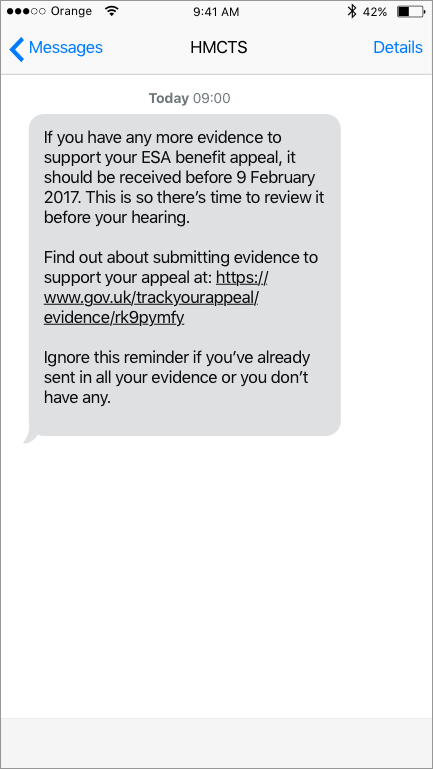 Orange 9:41 AM 42%
Messages HMCTS Details
Today 09:00
If you have any more evidence to
support your ESA benefit appeal, it
should be received before 9 February
2017. This is so there’s time to review it
before your hearing.
Find out about submitting evidence to
support your appeal at: https://
www.gov.uk/trackyourappeal/
evidence/rk9pymfy
Ignore this reminder if you’ve already
sent in all your evidence or you don’t
have any.